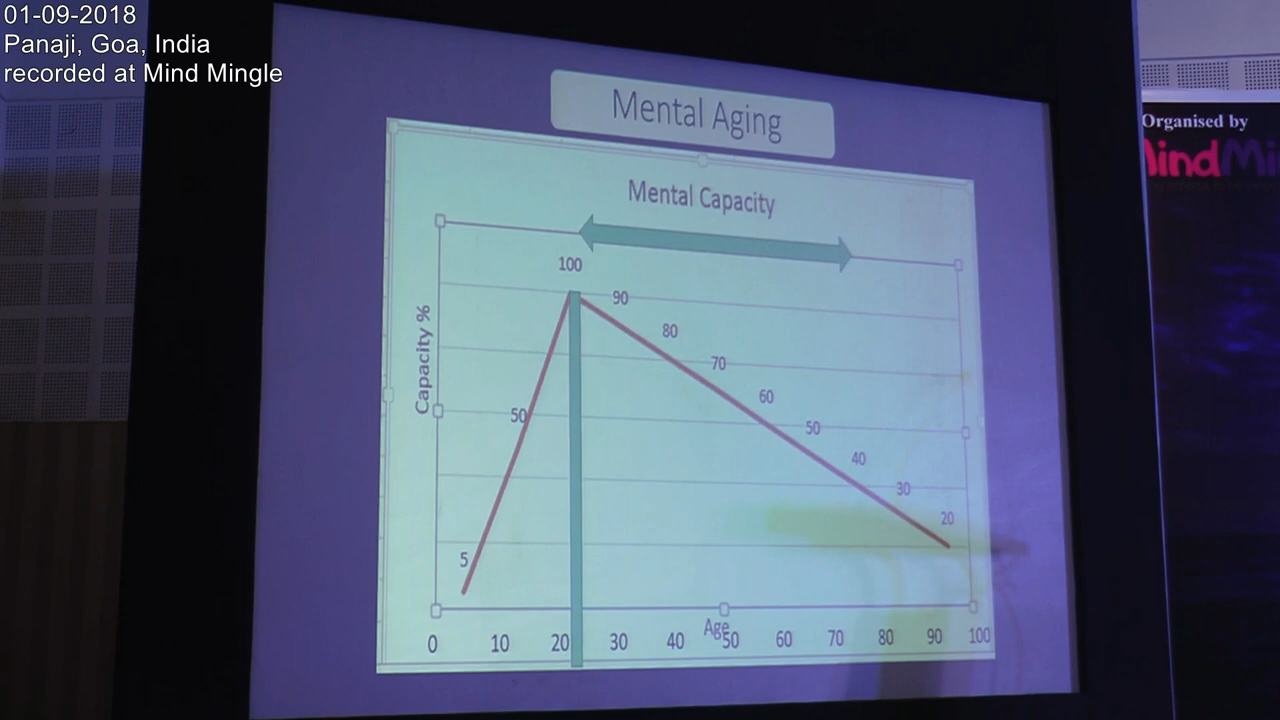 01-09-2018
Panaji, Goa, India
recorded at Mind Mingle
Organised by
Mental Aging
Mental Capacity
100
90
80
70
60
50
50
40
30
20
5
Capacity %
Age
0 10 20 30 40 50 60 70 80 90 100